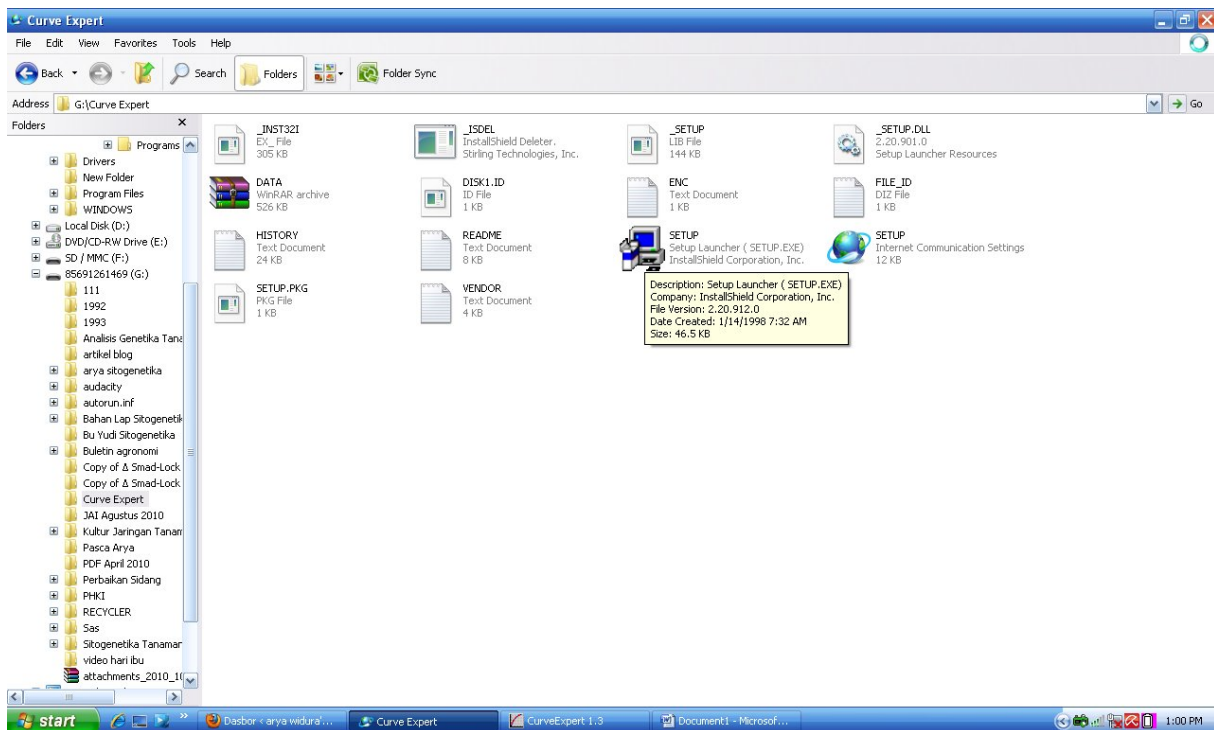 Curve Expert
File Edit View Favorites Tools Help
Back Search Folders Folder Sync
Address G:\Curve Expert Go
Folders
Programs
Drivers
New Folder
Program Files
WINDOWS
Local Disk (D:)
DVD/CD-RW Drive (E:)
SD / MMC (F:)
85691261469 (G:)
111
1992
1993
Analisis Genetika Tana
artikel blog
arya sitogenetika
audacity
autorun.inf
Bahan Lap Sitogenetik
Bu Yudi Sitogenetika
Buletin agronomi
Copy of Δ Smad-Lock
Copy of Δ Smad-Lock
Curve Expert
JAI Agustus 2010
Kultur Jaringan Tanam
Pasca Arya
PDF April 2010
Perbaikan Sidang
PHKI
RECYCLER
Sas
Sitogenetika Tanaman
video hari ibu
attachments_2010_10
_INST32I
EX_ File
305 KB
_ISDEL
InstallShield Deleter.
Stirling Technologies, Inc.
_SETUP
LIB File
144 KB
_SETUP.DLL
2.20.901.0
Setup Launcher Resources
DATA
WinRAR archive
526 KB
DISK1.ID
ID File
1 KB
ENC
Text Document
1 KB
FILE_ID
DIZ File
1 KB
HISTORY
Text Document
24 KB
README
Text Document
8 KB
SETUP
Setup Launcher ( SETUP.EXE)
InstallShield Corporation, Inc.
SETUP
Internet Communication Settings
12 KB
SETUP.PKG
PKG File
1 KB
VENDOR
Text Document
4 KB
Description: Setup Launcher ( SETUP.EXE)
Company: InstallShield Corporation, Inc.
File Version: 2.20.912.0
Date Created: 1/14/1998 7:32 AM
Size: 46.5 KB
start Dasbor ‹ arya widura'... Curve Expert CurveExpert 1.3 Document1 - Microsof... 1:00 PM